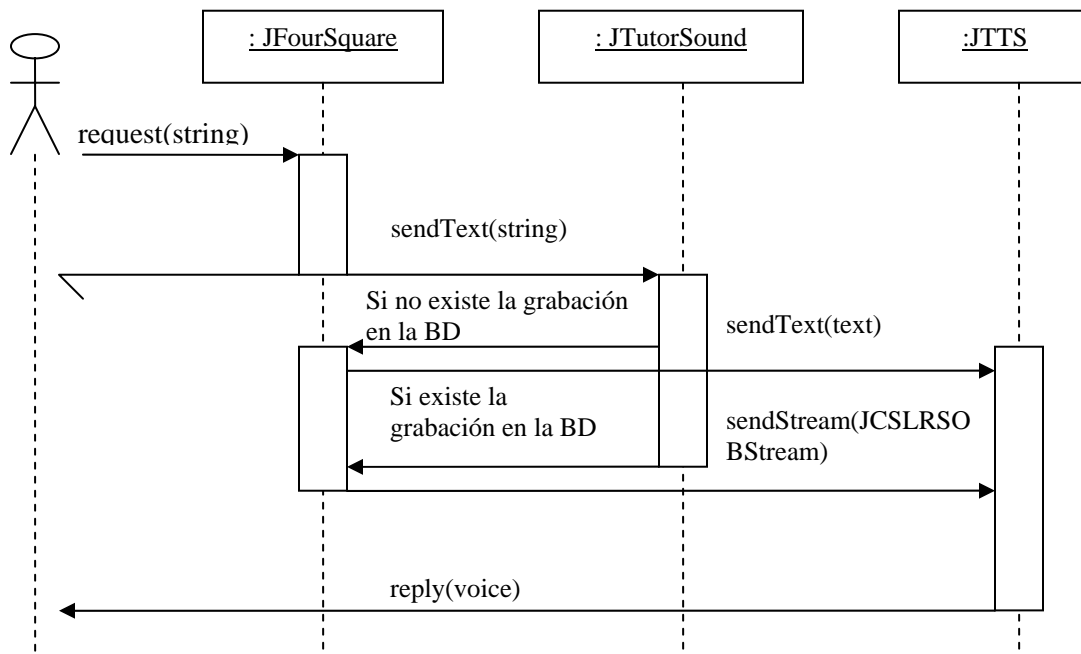 : JFourSquare
: JTutorSound
:JTTS
request(string)
sendText(string)
Si no existe la grabación
en la BD
sendText(text)
Si existe la
grabación en la BD
sendStream(JCSLRSO
BStream)
reply(voice)